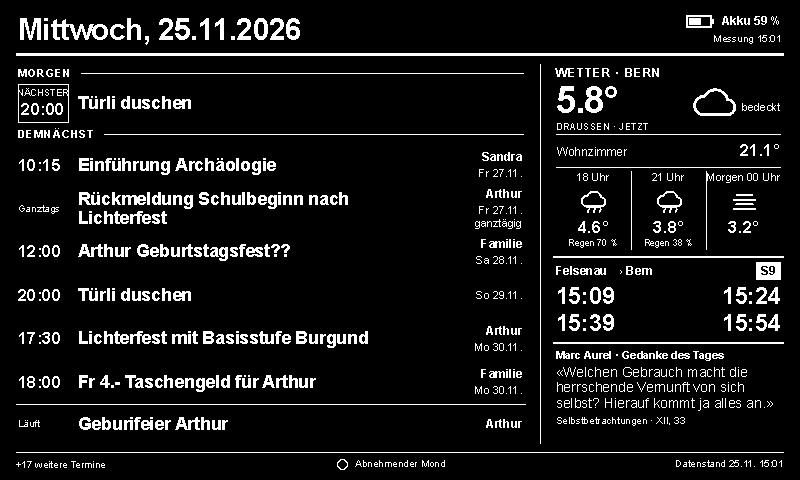 Mittwoch, 25.11.2026
Akku 59 %
Messung 15:01
MORGEN
NÄCHSTER
20:00 Türli duschen
DEMNÄCHST
10:15 Einführung Archäologie Sandra
Fr 27.11.
Ganztags Rückmeldung Schulbeginn nach Lichterfest Arthur
Fr 27.11.
ganztägig
12:00 Arthur Geburtstagsfest?? Familie
Sa 28.11.
20:00 Türli duschen So 29.11.
17:30 Lichterfest mit Basisstufe Burgund Arthur
Mo 30.11.
18:00 Fr 4.- Taschengeld für Arthur Familie
Mo 30.11.
Läuft Geburifeier Arthur Arthur
WETTER · BERN
5.8° bedeckt
DRAUSSEN · JETZT
Wohnzimmer 21.1°
18 Uhr 21 Uhr Morgen 00 Uhr
4.6° 3.8° 3.2°
Regen 70 % Regen 38 %
Felsenau › Bern S9
15:09 15:24
15:39 15:54
Marc Aurel · Gedanke des Tages
«Welchen Gebrauch macht die
herrschende Vernunft von sich
selbst? Hierauf kommt ja alles an.»
Selbstbetrachtungen · XII, 33
+17 weitere Termine
Abnehmender Mond
Datenstand 25.11. 15:01